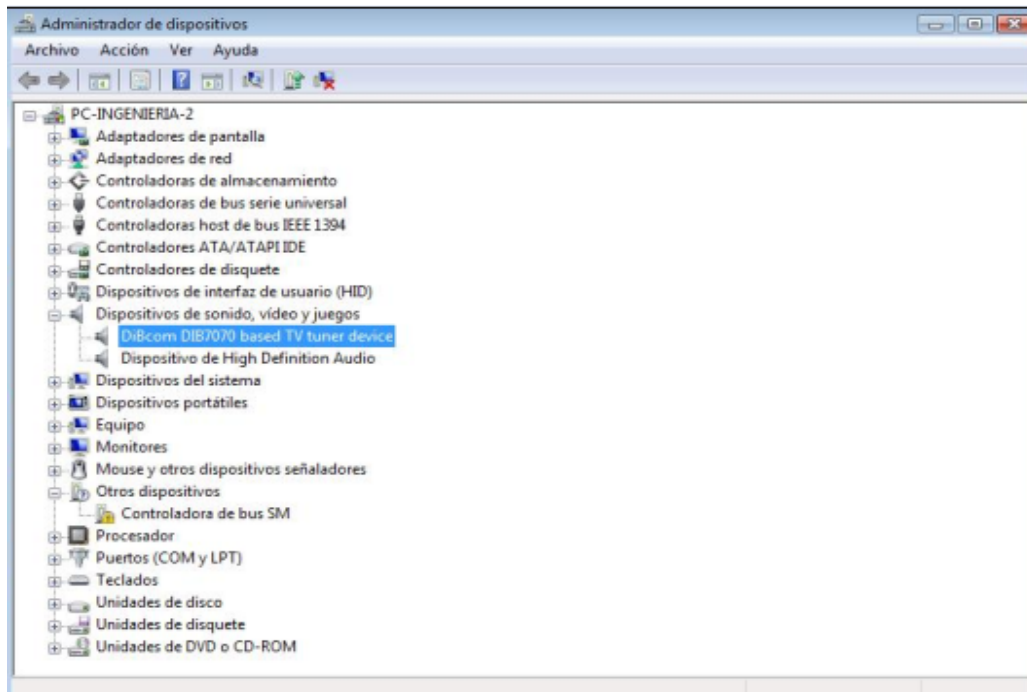 Administrador de dispositivos
Archivo Acción Ver Ayuda
PC-INGENIERIA-2
Adaptadores de pantalla
Adaptadores de red
Controladoras de almacenamiento
Controladoras de bus serie universal
Controladoras host de bus IEEE 1394
Controladores ATA/ATAPI IDE
Controladores de disquete
Dispositivos de interfaz de usuario (HID)
Dispositivos de sonido, vídeo y juegos
DiBcom DIB7070 based TV tuner device
Dispositivo de High Definition Audio
Dispositivos del sistema
Dispositivos portátiles
Equipo
Monitores
Mouse y otros dispositivos señaladores
Otros dispositivos
Controladora de bus SM
Procesador
Puertos (COM y LPT)
Teclados
Unidades de disco
Unidades de disquete
Unidades de DVD o CD-ROM